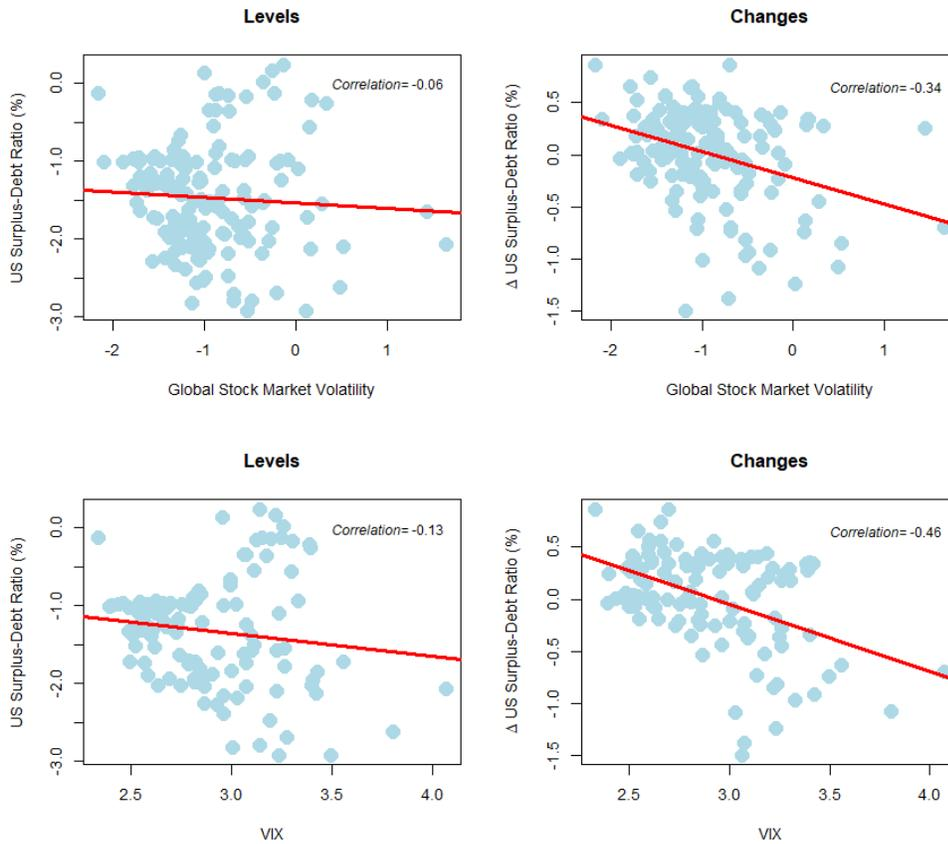 Levels
US Surplus-Debt Ratio (%)
0.0
-1.0
-2.0
-3.0
Correlation= -0.06
-2
-1
0
1
Global Stock Market Volatility
Changes
Δ US Surplus-Debt Ratio (%)
0.5
0.0
-0.5
-1.0
-1.5
Correlation= -0.34
-2
-1
0
1
Global Stock Market Volatility
Levels
US Surplus-Debt Ratio (%)
0.0
-1.0
-2.0
-3.0
Correlation= -0.13
2.5
3.0
3.5
4.0
VIX
Changes
Δ US Surplus-Debt Ratio (%)
0.5
0.0
-0.5
-1.0
-1.5
Correlation= -0.46
2.5
3.0
3.5
4.0
VIX